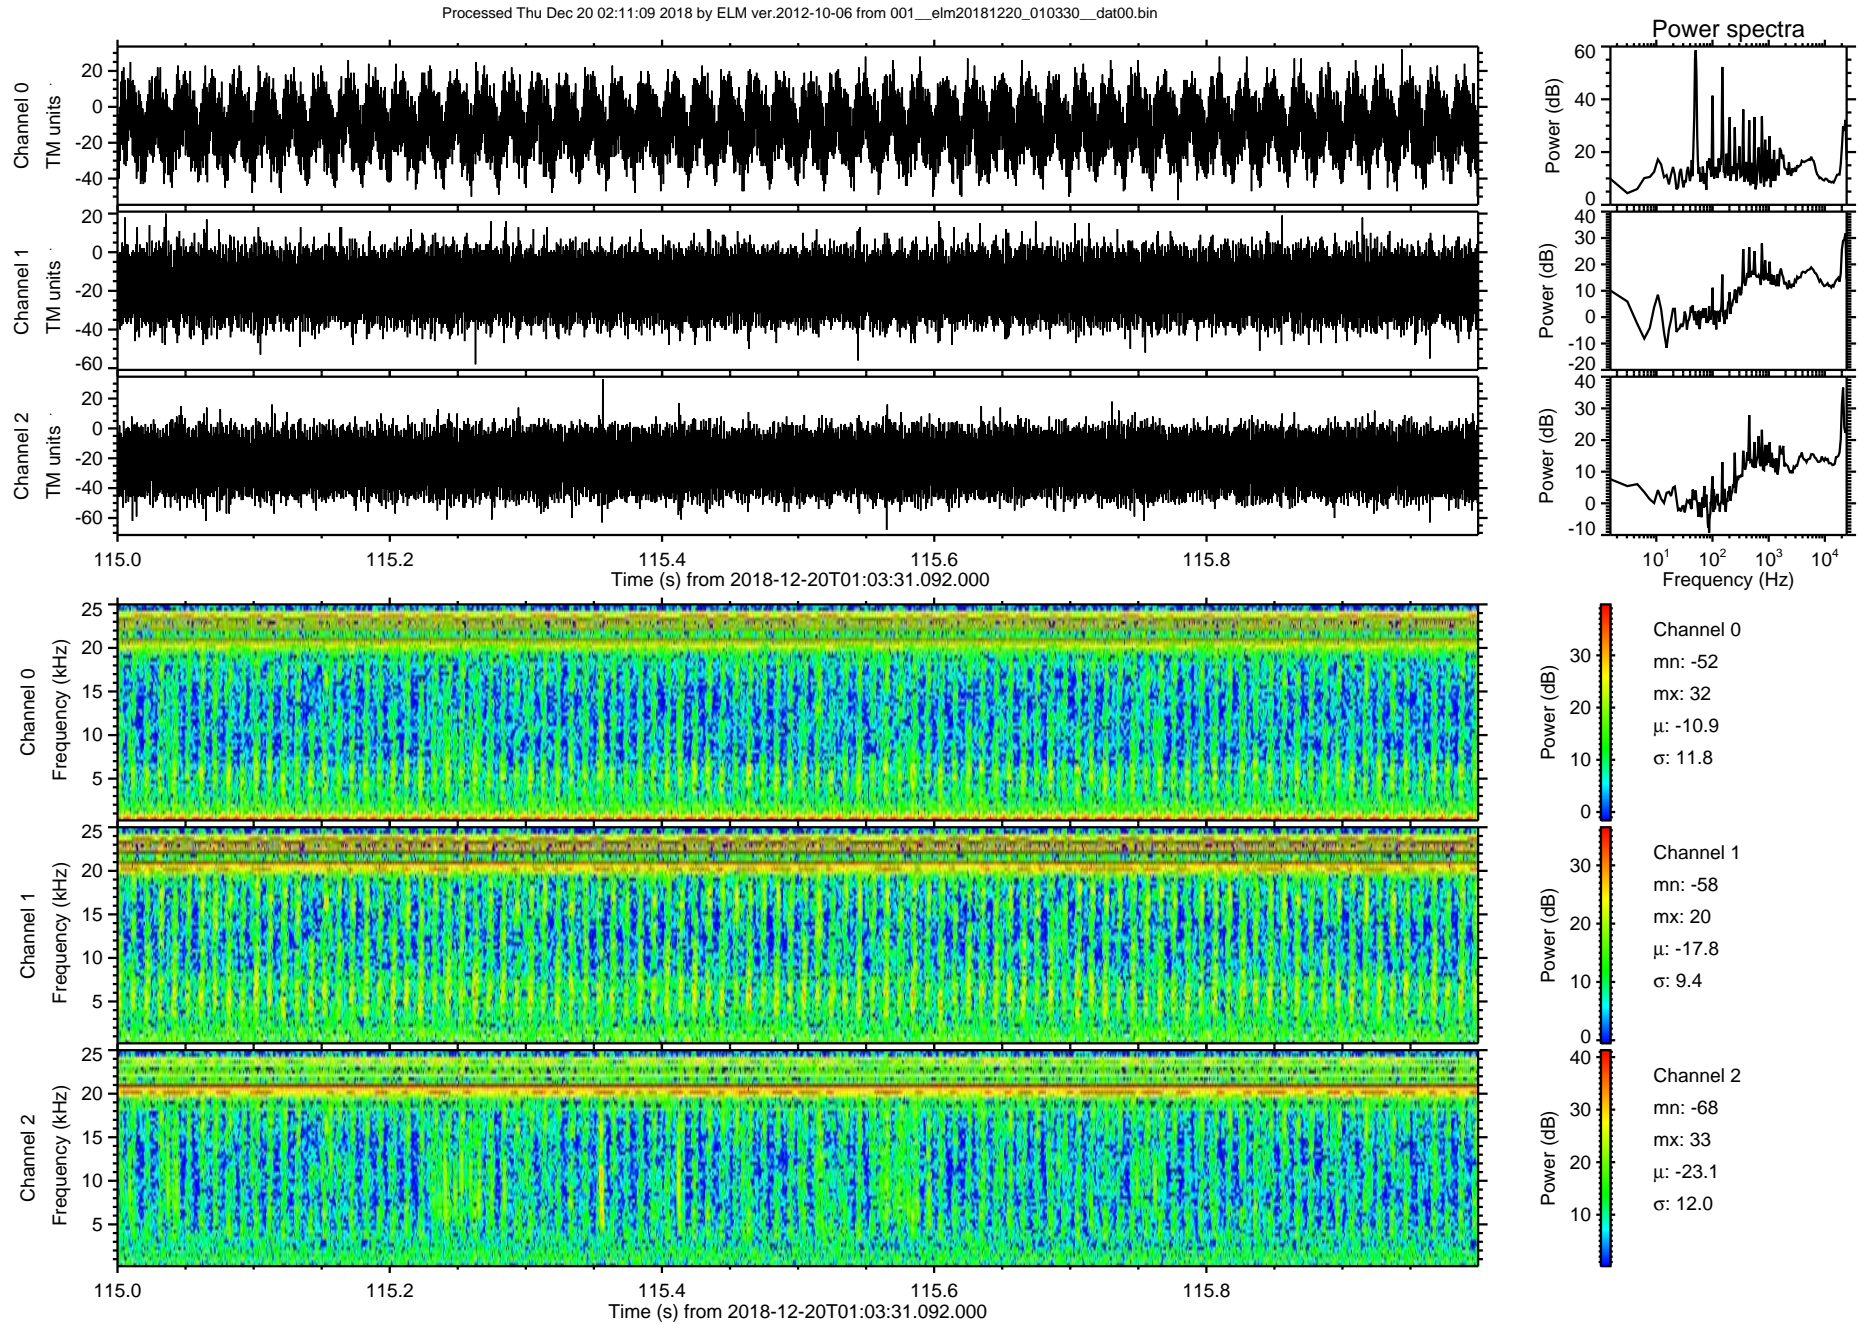 Processed Thu Dec 20 02:11:09 2018 by ELM ver.2012-10-06 from 001__elm20181220_010330__dat00.bin
Power spectra
Channel 0
TM units
20
0
-20
-40
Power (dB)
60
40
20
0
Channel 1
TM units
20
0
-20
-40
-60
Power (dB)
40
30
20
10
0
-10
-20
Channel 2
TM units
20
0
-20
-40
-60
Power (dB)
40
30
20
10
0
-10
115.0 115.2 115.4 115.6 115.8
Time (s) from 2018-12-20T01:03:31.092.000
10¹ 10² 10³ 10⁴
Frequency (Hz)
Channel 0
Frequency (kHz)
25
20
15
10
5
Power (dB)
30
20
10
0
Channel 0
mn: -52
mx: 32
μ: -10.9
σ: 11.8
Channel 1
Frequency (kHz)
25
20
15
10
5
Power (dB)
30
20
10
0
Channel 1
mn: -58
mx: 20
μ: -17.8
σ: 9.4
Channel 2
Frequency (kHz)
25
20
15
10
5
Power (dB)
40
30
20
10
Channel 2
mn: -68
mx: 33
μ: -23.1
σ: 12.0
115.0 115.2 115.4 115.6 115.8
Time (s) from 2018-12-20T01:03:31.092.000